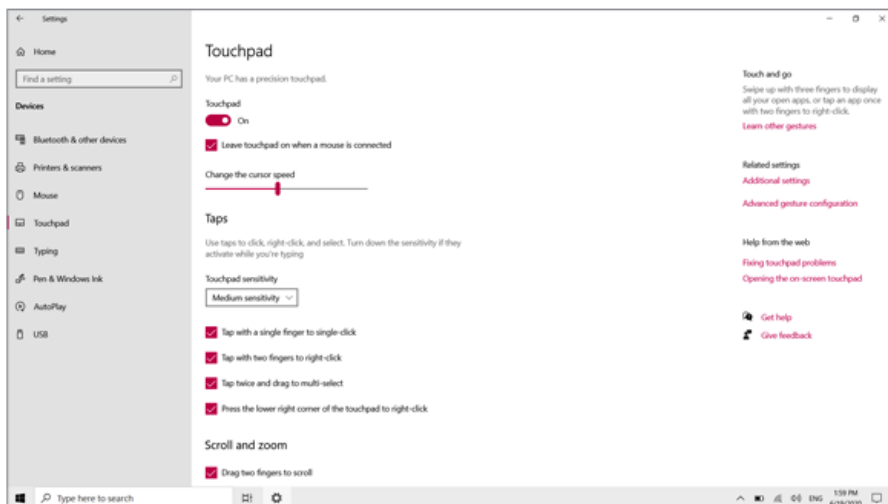 Settings
Home
Find a setting
Devices
Bluetooth & other devices
Printers & scanners
Mouse
Touchpad
Typing
Pen & Windows Ink
AutoPlay
USB
Touchpad
Your PC has a precision touchpad.
Touchpad
On
Leave touchpad on when a mouse is connected
Change the cursor speed
Taps
Use taps to click, right-click, and select. Turn down the sensitivity if they
activate while you're typing
Touchpad sensitivity
Medium sensitivity
Tap with a single finger to single-click
Tap with two fingers to right-click
Tap twice and drag to multi-select
Press the lower right corner of the touchpad to right-click
Scroll and zoom
Drag two fingers to scroll
Touch and go
Swipe up with three fingers to display
all your open apps, or tap an app once
with two fingers to right-click.
Learn other gestures
Related settings
Additional settings
Advanced gesture configuration
Help from the web
Fixing touchpad problems
Opening the on-screen touchpad
Get help
Give feedback
Type here to search
ENG
1:59 PM
6/19/2020